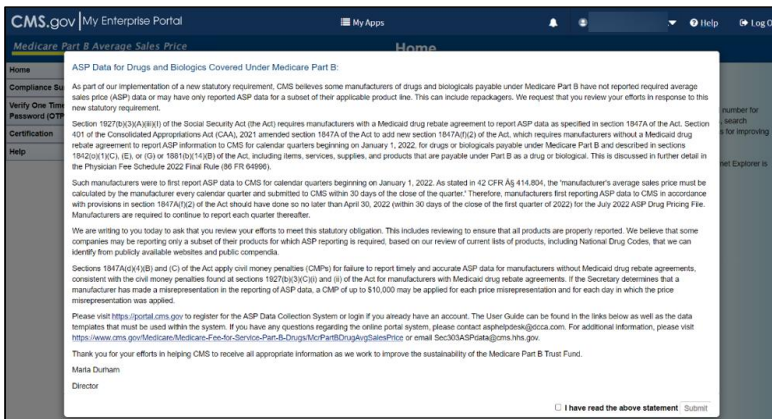 CMS.gov | My Enterprise Portal
My Apps
Help
Log O
Medicare Part B Average Sales Price
Home
Home
Compliance Su
Verify One Time
Password (OTP
Certification
Help
number for
search
s for improving
net Explorer is
ASP Data for Drugs and Biologics Covered Under Medicare Part B:
As part of our implementation of a new statutory requirement, CMS believes some manufacturers of drugs and biologicals payable under Medicare Part B have not reported required average
sales price (ASP) data or may have only reported ASP data for a subset of their applicable product line. This can include repackagers. We request that you review your efforts in response to this
new statutory requirement.
Section 1927(b)(3)(A)(iii)(I) of the Social Security Act (the Act) requires manufacturers with a Medicaid drug rebate agreement to report ASP data as specified in section 1847A of the Act. Section
401 of the Consolidated Appropriations Act (CAA), 2021 amended section 1847A of the Act to add new section 1847A(f)(2) of the Act, which requires manufacturers without a Medicaid drug
rebate agreement to report ASP information to CMS for calendar quarters beginning on January 1, 2022, for drugs or biologicals payable under Medicare Part B and described in sections
1842(o)(1)(C), (E), or (G) or 1881(b)(14)(B) of the Act, including items, services, supplies, and products that are payable under Part B as a drug or biological. This is discussed in further detail in
the Physician Fee Schedule 2022 Final Rule (86 FR 64996).
Such manufacturers were to first report ASP data to CMS for calendar quarters beginning on January 1, 2022. As stated in 42 CFR Â§ 414.804, the 'manufacturer's average sales price must be
calculated by the manufacturer every calendar quarter and submitted to CMS within 30 days of the close of the quarter.' Therefore, manufacturers first reporting ASP data to CMS in accordance
with provisions in section 1847A(f)(2) of the Act should have done so no later than April 30, 2022 (within 30 days of the close of the first quarter of 2022) for the July 2022 ASP Drug Pricing File.
Manufacturers are required to continue to report each quarter thereafter.
We are writing to you today to ask that you review your efforts to meet this statutory obligation. This includes reviewing to ensure that all products are properly reported. We believe that some
companies may be reporting only a subset of their products for which ASP reporting is required, based on our review of current lists of products, including National Drug Codes, that we can
identify from publicly available websites and public compendia.
Sections 1847A(d)(4)(B) and (C) of the Act apply civil money penalties (CMPs) for failure to report timely and accurate ASP data for manufacturers without Medicaid drug rebate agreements,
consistent with the civil money penalties found at sections 1927(b)(3)(C)(i) and (ii) of the Act for manufacturers with Medicaid drug rebate agreements. If the Secretary determines that a
manufacturer has made a misrepresentation in the reporting of ASP data, a CMP of up to $10,000 may be applied for each price misrepresentation and for each day in which the price
misrepresentation was applied.
Please visit https://portal.cms.gov to register for the ASP Data Collection System or login if you already have an account. The User Guide can be found in the links below as well as the data
templates that must be used within the system. If you have any questions regarding the online portal system, please contact asphelpdesk@dcca.com. For additional information, please visit
https://www.cms.gov/Medicare/Medicare-Fee-for-Service-Part-B-Drugs/McrPartBDrugAvgSalesPrice or email Sec303ASPdata@cms.hhs.gov.
Thank you for your efforts in helping CMS to receive all appropriate information as we work to improve the sustainability of the Medicare Part B Trust Fund.
Marla Durham
Director
I have read the above statement Submit